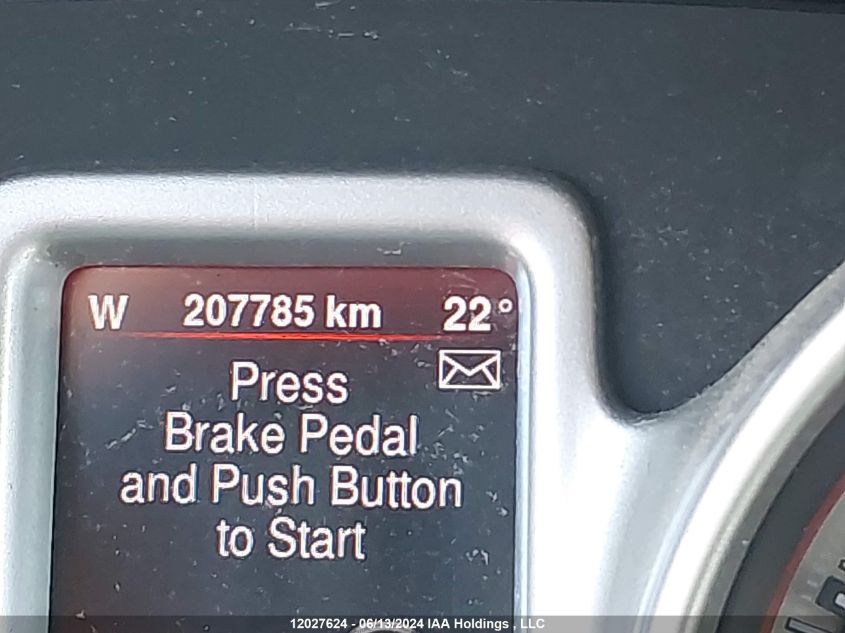 W 207785 km 22°
Press
Brake Pedal
and Push Button
to Start
12027624 - 06/13/2024 IAA Holdings , LLC